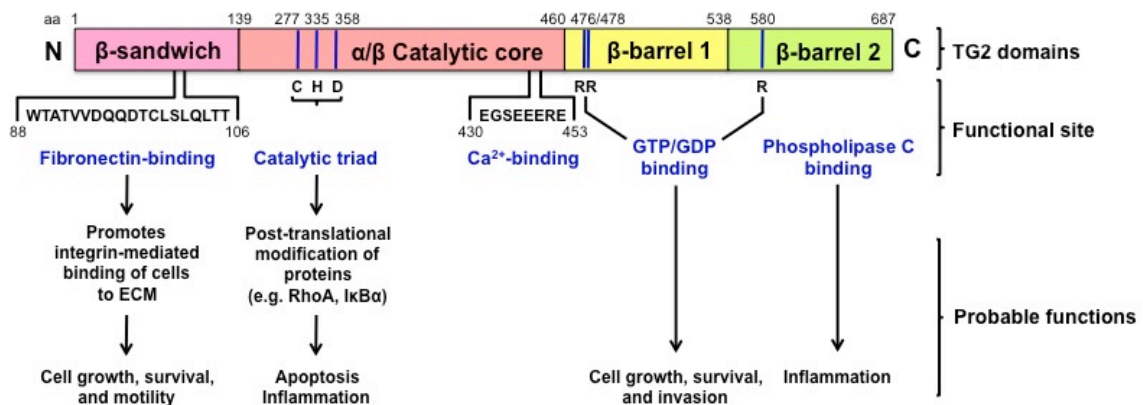 aa 1 139 277 335 358 460 476/478 538 580 687
N β-sandwich α/β Catalytic core β-barrel 1 β-barrel 2 C TG2 domains
C H D RR R
WTATVVDQQDTCLSLQLTT EGSEEERE
88 106 430 453
Functional site
Fibronectin-binding Catalytic triad Ca²⁺-binding GTP/GDP Phospholipase C
binding binding
Promotes Post-translational
integrin-mediated modification of
binding of cells proteins
to ECM (e.g. RhoA, IκBα)
Probable functions
Cell growth, survival, Apoptosis Cell growth, survival, Inflammation
and motility Inflammation and invasion